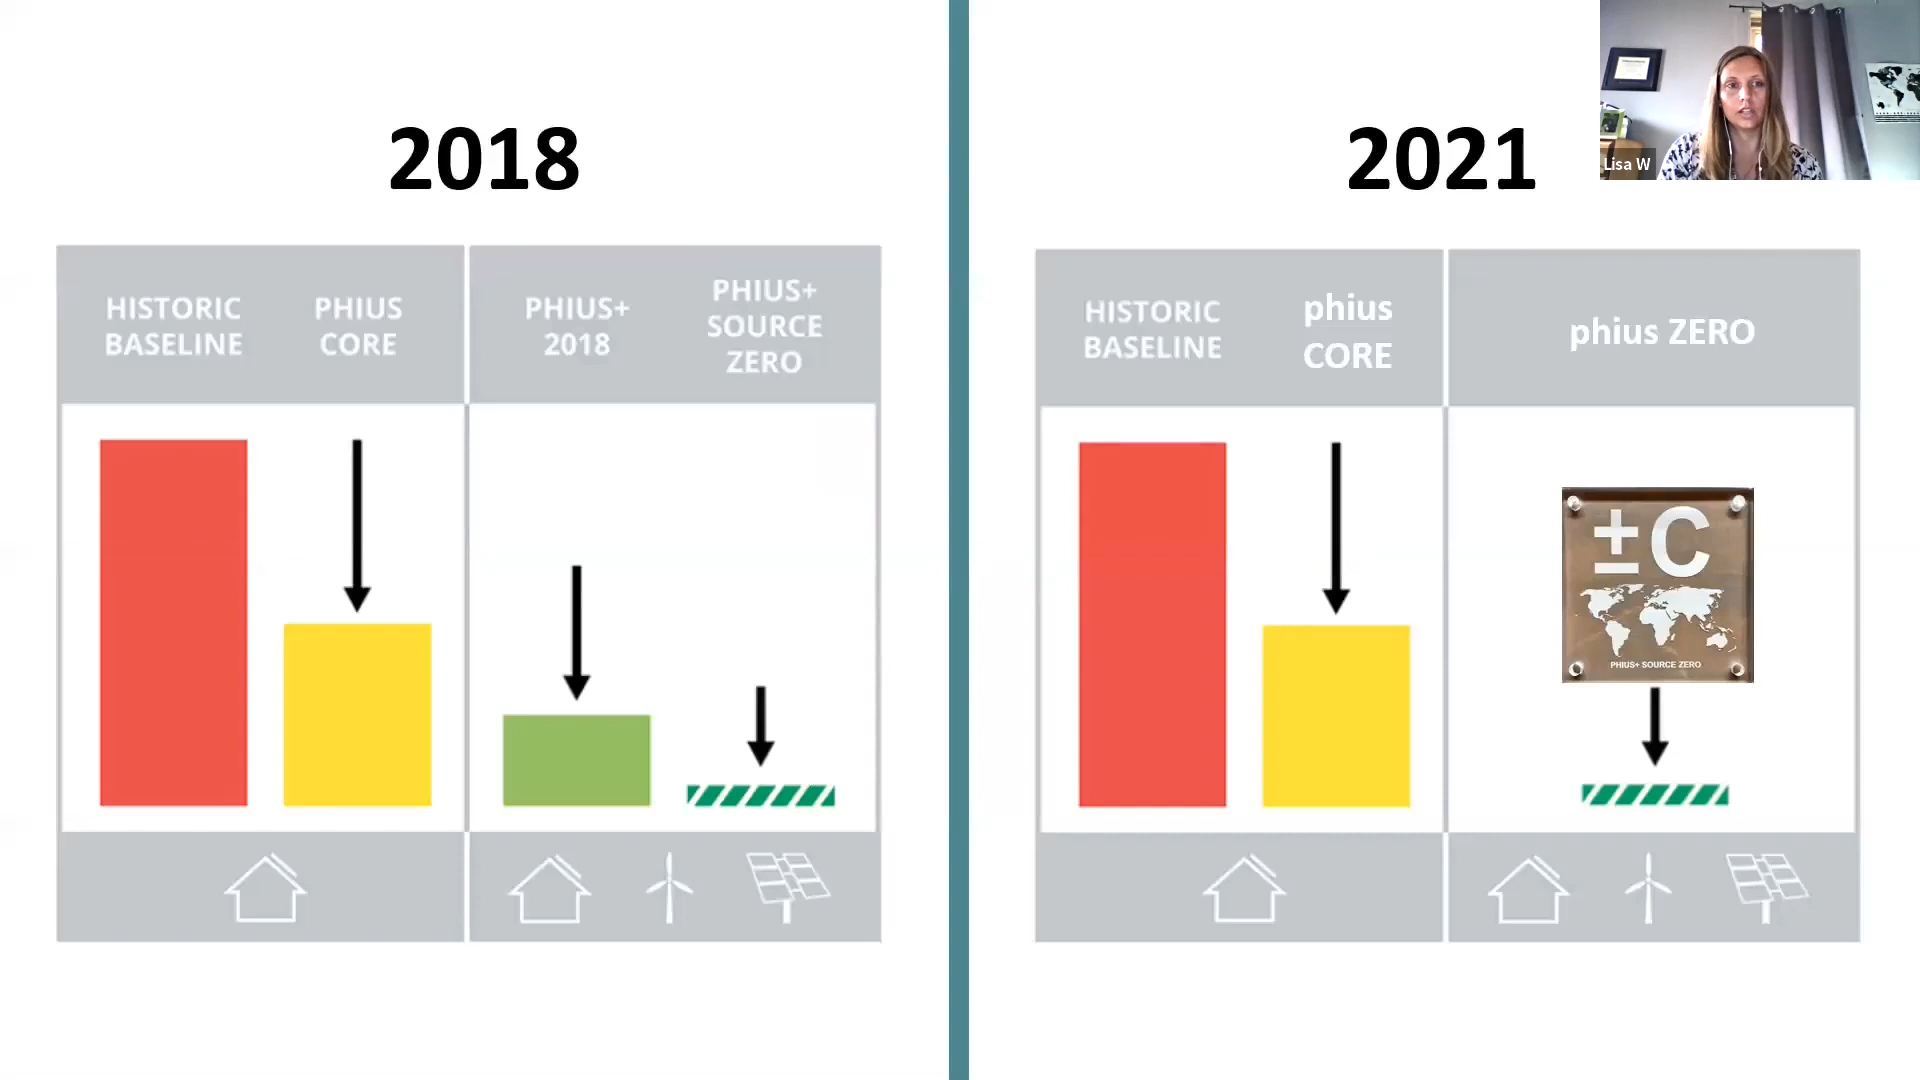 2018
HISTORIC
BASELINE
PHIUS
CORE
PHIUS+
2018
PHIUS+
SOURCE
ZERO
2021
HISTORIC
BASELINE
phius
CORE
phius ZERO
±C
PHIUS+ SOURCE ZERO
Lisa W